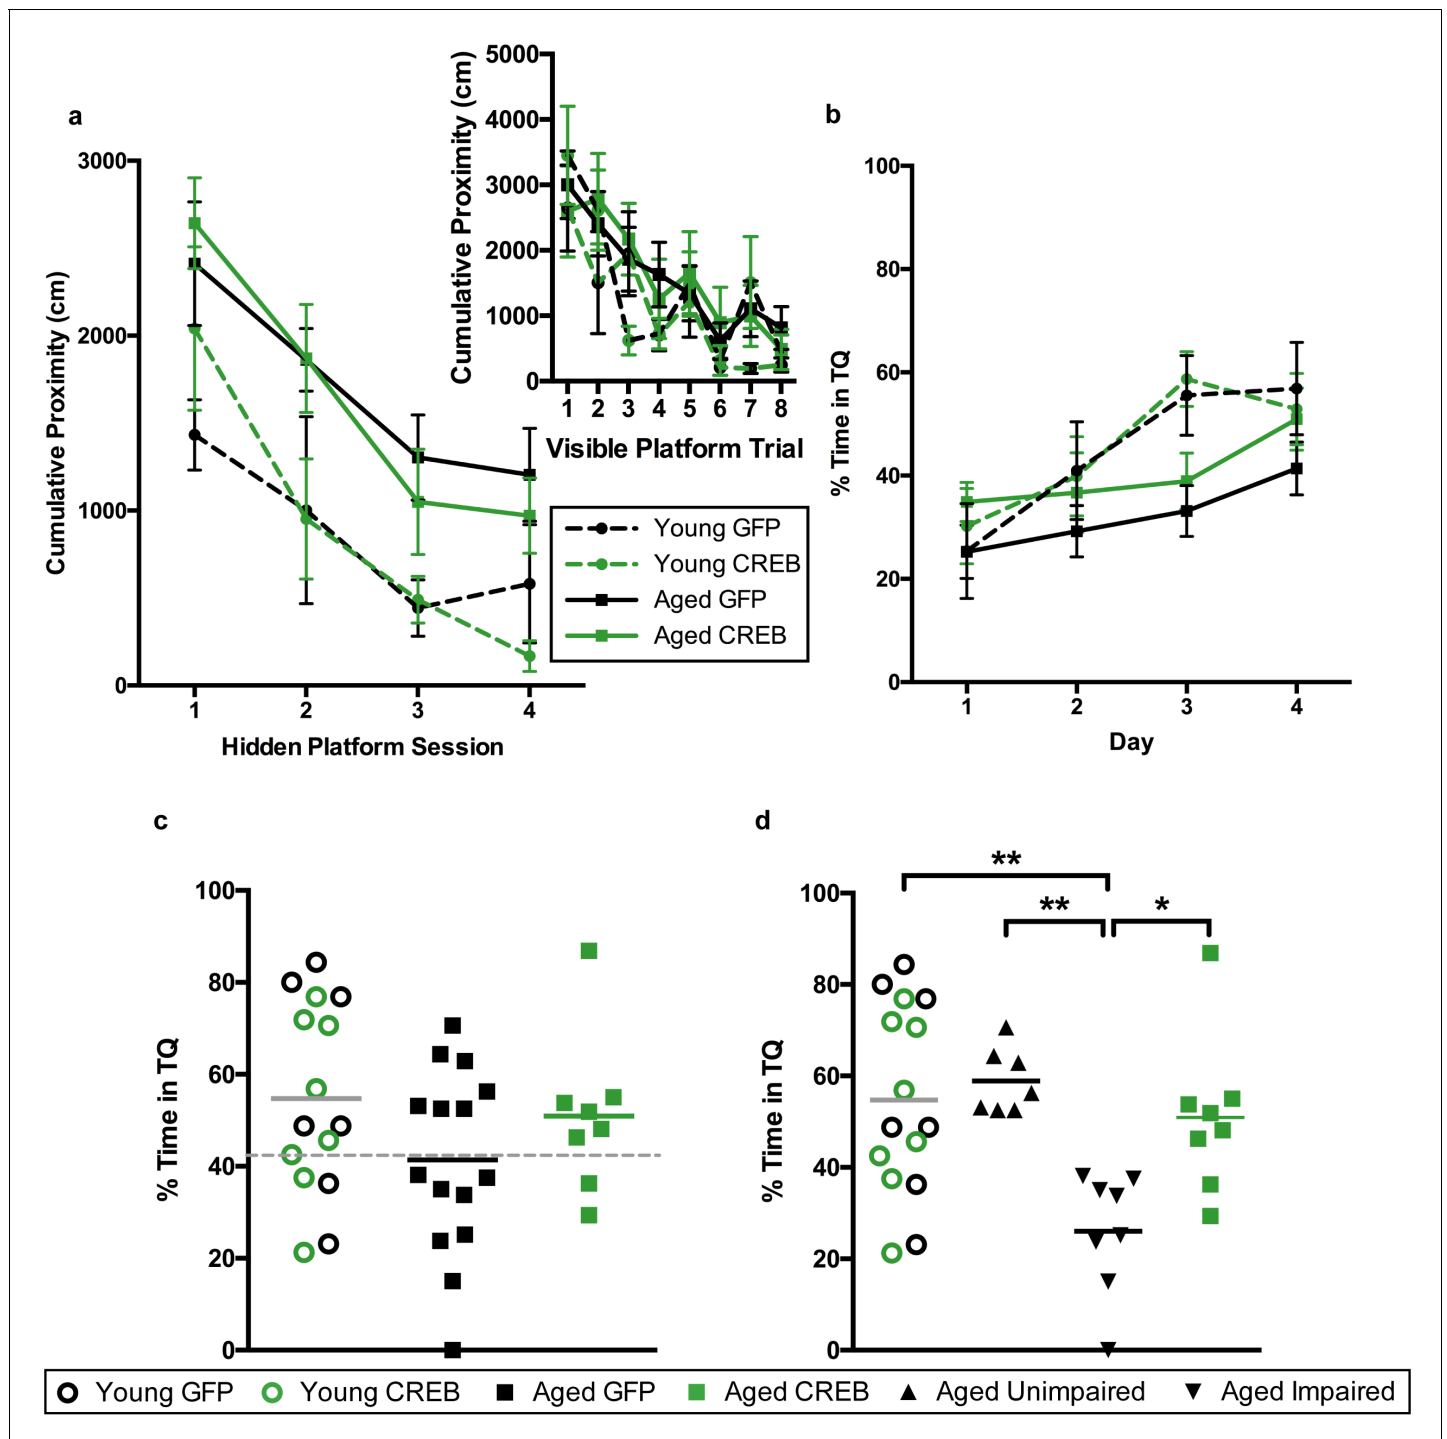 a
Cumulative Proximity (cm)
3000
2000
1000
0
1 2 3 4
Hidden Platform Session
Cumulative Proximity (cm)
5000
4000
3000
2000
1000
0
1 2 3 4 5 6 7 8
Visible Platform Trial
Young GFP
Young CREB
Aged GFP
Aged CREB
b
% Time in TQ
100
80
60
40
20
0
1 2 3 4
Day
c
% Time in TQ
100
80
60
40
20
0
d
% Time in TQ
100
80
60
40
20
0
**
** *
Young GFP Young CREB Aged GFP Aged CREB Aged Unimpaired Aged Impaired